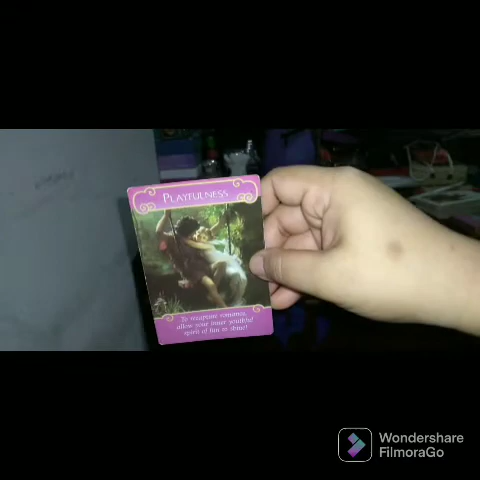 PLAYFULNESS
To recapture romance,
allow your inner youthful
spirit of fun to shine!
Wondershare
FilmoraGo